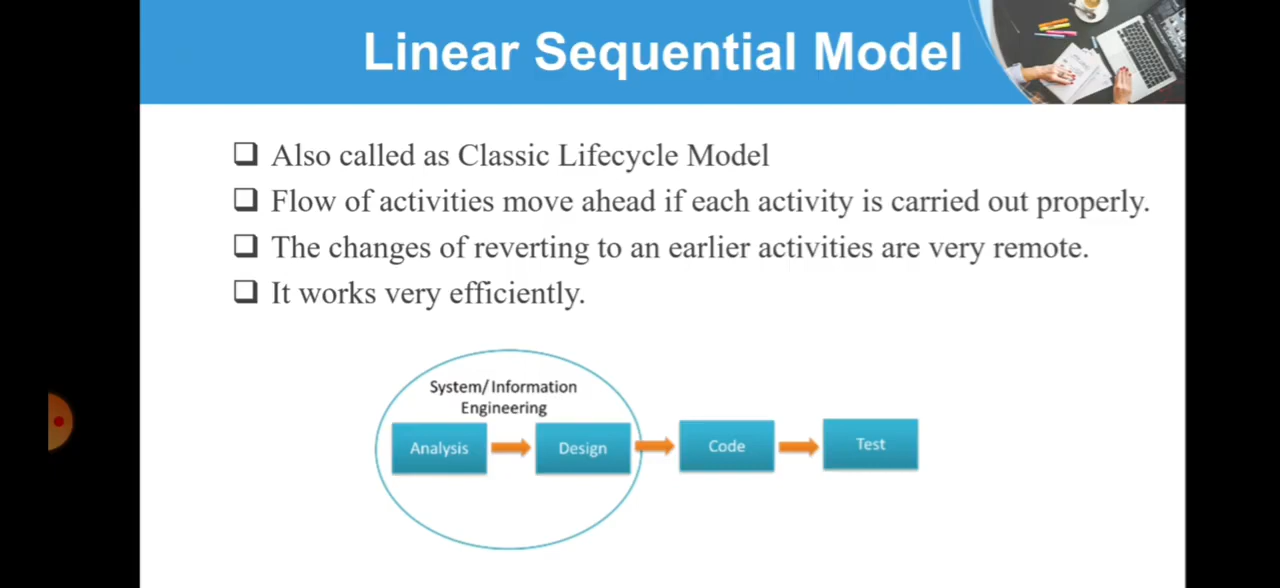 Linear Sequential Model
❑ Also called as Classic Lifecycle Model
❑ Flow of activities move ahead if each activity is carried out properly.
❑ The changes of reverting to an earlier activities are very remote.
❑ It works very efficiently.
System/Information
Engineering
Analysis
Design
Code
Test